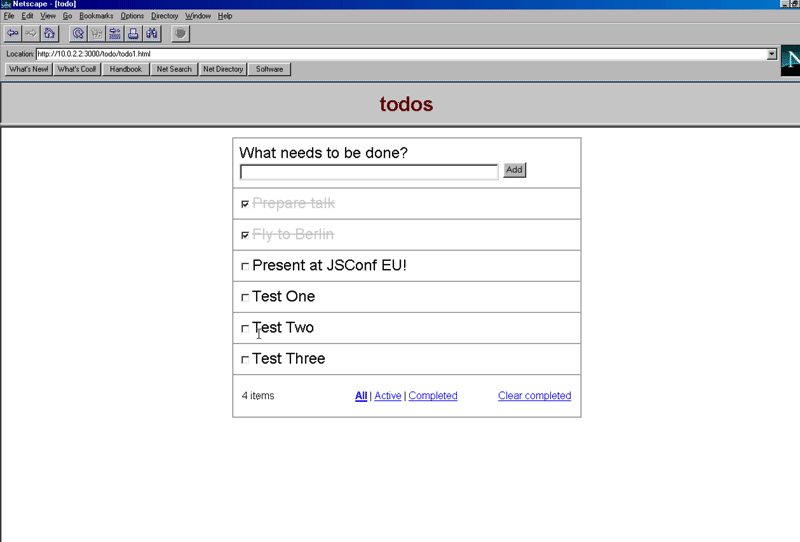 Netscape - [todo]
File Edit View Go Bookmarks Options Directory Window Help
Location: http://10.0.2.2:3000/todo/todo1.html
N
What's New! What's Cool! Handbook Net Search Net Directory Software
todos
What needs to be done?
Add
Prepare talk
Fly to Berlin
Present at JSConf EU!
Test One
Test Two
Test Three
4 items All | Active | Completed Clear completed